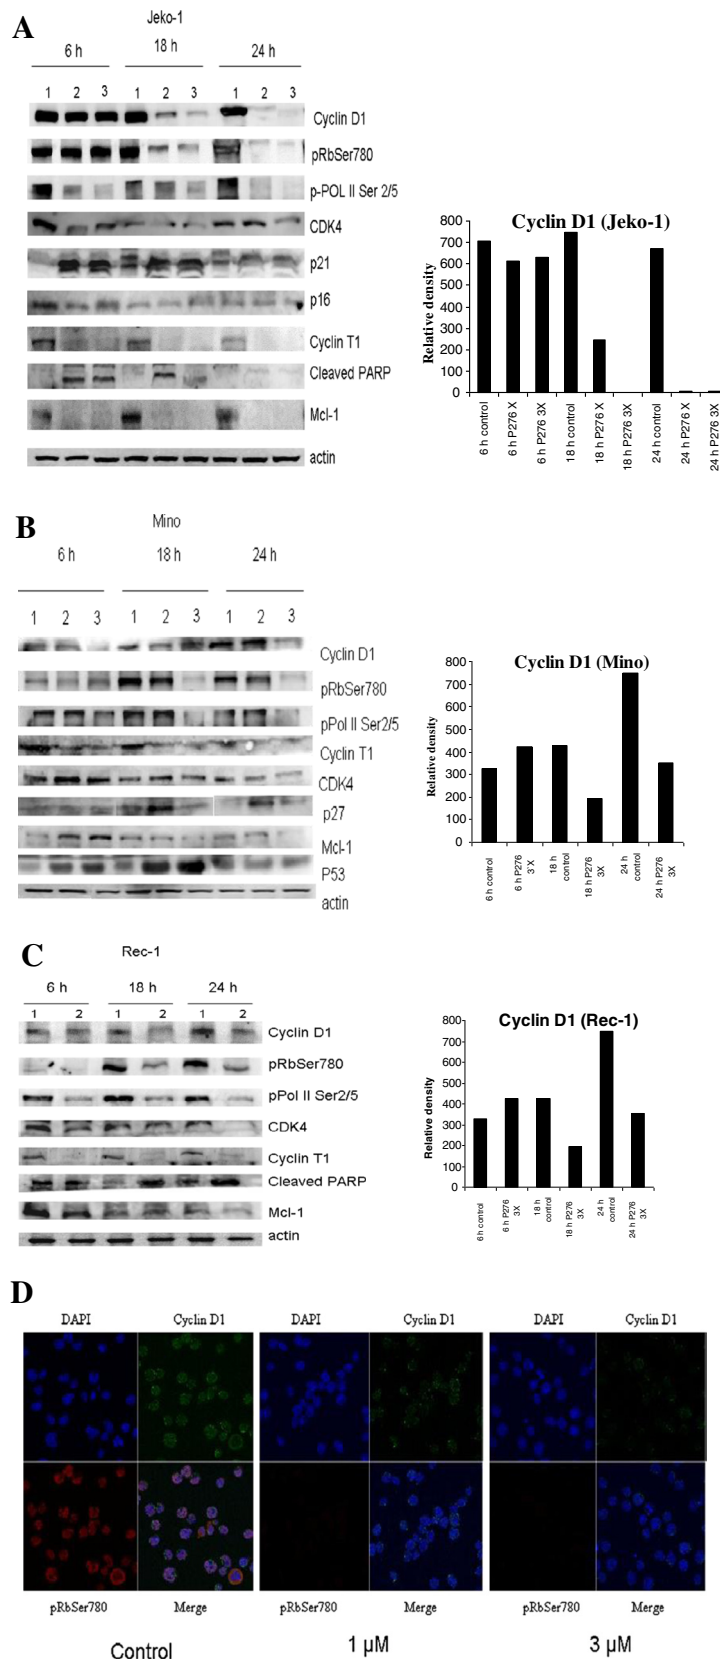 A
Jeko-1
6 h 18 h 24 h
1 2 3 1 2 3 1 2 3
Cyclin D1
pRbSer780
p-POL II Ser 2/5
CDK4
p21
p16
Cyclin T1
Cleaved PARP
Mcl-1
actin
Cyclin D1 (Jeko-1)
Relative density
800
700
600
500
400
300
200
100
0
6 h control
6 h P276 X
6 h P276 3X
18 h control
18 h P276 X
18 h P276 3X
24 h control
24 h P276 X
24 h P276 3X
B
Mino
6 h 18 h 24 h
1 2 3 1 2 3 1 2 3
Cyclin D1
pRbSer780
pPol II Ser2/5
Cyclin T1
CDK4
p27
Mcl-1
P53
actin
Cyclin D1 (Mino)
Relative density
800
700
600
500
400
300
200
100
0
6 h control
6 h P276
3`X
18 h
control
18 h P276
3X
24 h
control
24 h P276
3X
C
Rec-1
6 h 18 h 24 h
1 2 1 2 1 2
Cyclin D1
pRbSer780
pPol II Ser2/5
CDK4
Cyclin T1
Cleaved PARP
Mcl-1
actin
Cyclin D1 (Rec-1)
Relative density
800
700
600
500
400
300
200
100
0
6 h control
6 h P276
3X
18 h
control
18 h P276
3X
24 h
control
24 h P276
3X
D
DAPI Cyclin D1 DAPI Cyclin D1 DAPI Cyclin D1
pRbSer780 Merge pRbSer780 Merge pRbSer780 Merge
Control 1 µM 3 µM